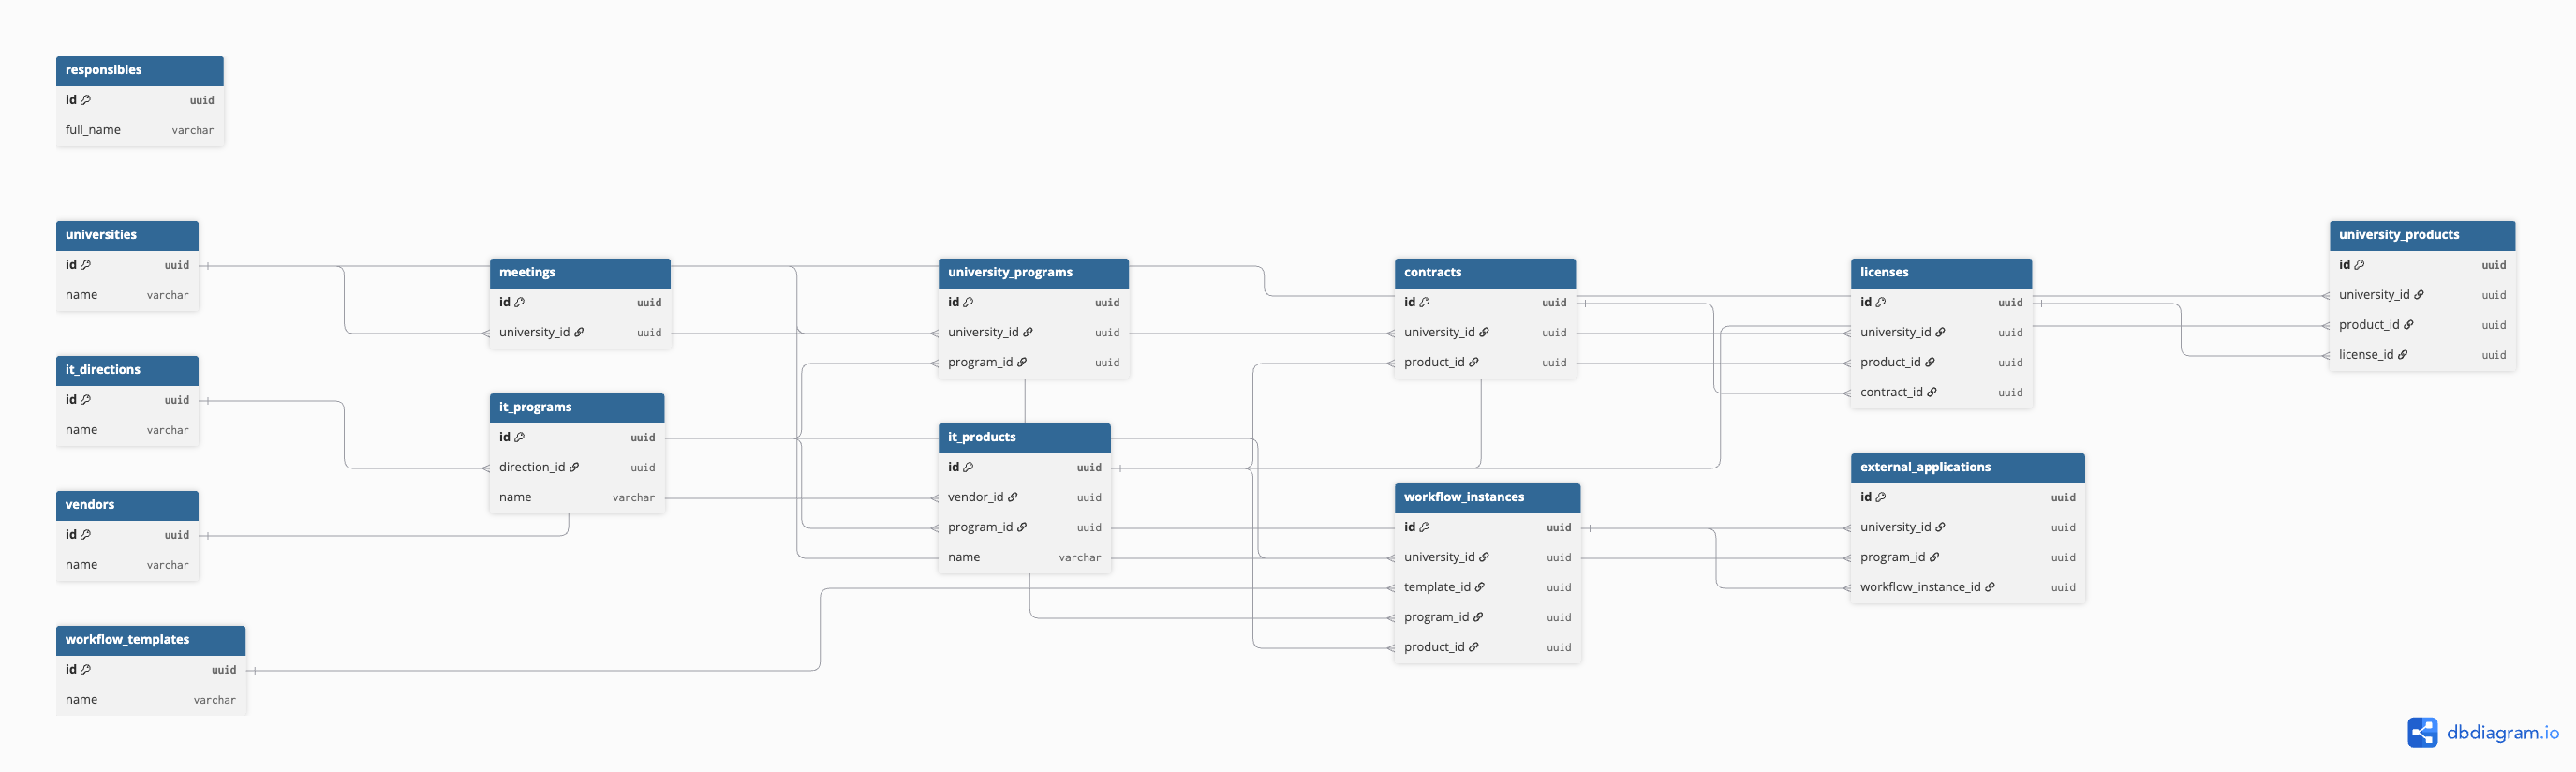 responsibles
id uuid
full_name varchar
universities
id uuid
name varchar
it_directions
id uuid
name varchar
vendors
id uuid
name varchar
workflow_templates
id uuid
name varchar
meetings
id uuid
university_id uuid
it_programs
id uuid
direction_id uuid
name varchar
university_programs
id uuid
university_id uuid
program_id uuid
it_products
id uuid
vendor_id uuid
program_id uuid
name varchar
contracts
id uuid
university_id uuid
product_id uuid
workflow_instances
id uuid
university_id uuid
template_id uuid
program_id uuid
product_id uuid
licenses
id uuid
university_id uuid
product_id uuid
contract_id uuid
external_applications
id uuid
university_id uuid
program_id uuid
workflow_instance_id uuid
university_products
id uuid
university_id uuid
product_id uuid
license_id uuid
dbdiagram.io